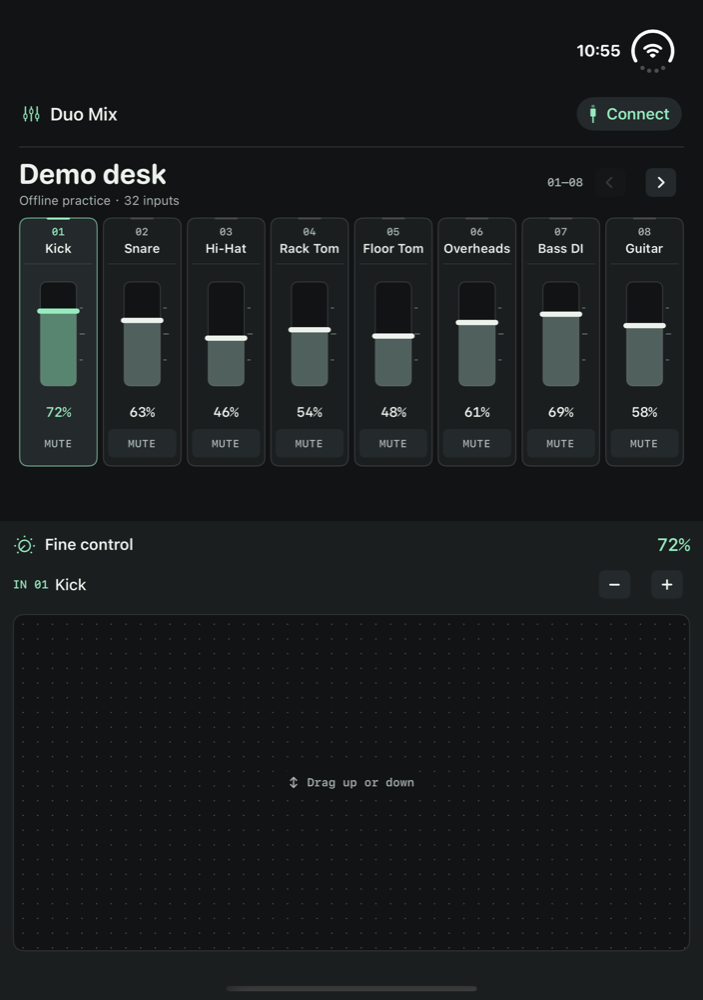 10:55
Duo Mix
Connect
Demo desk
01—08
Offline practice · 32 inputs
01 02 03 04 05 06 07 08
Kick Snare Hi-Hat Rack Tom Floor Tom Overheads Bass DI Guitar
72% 63% 46% 54% 48% 61% 69% 58%
MUTE MUTE MUTE MUTE MUTE MUTE MUTE MUTE
Fine control 72%
IN 01 Kick − +
Drag up or down